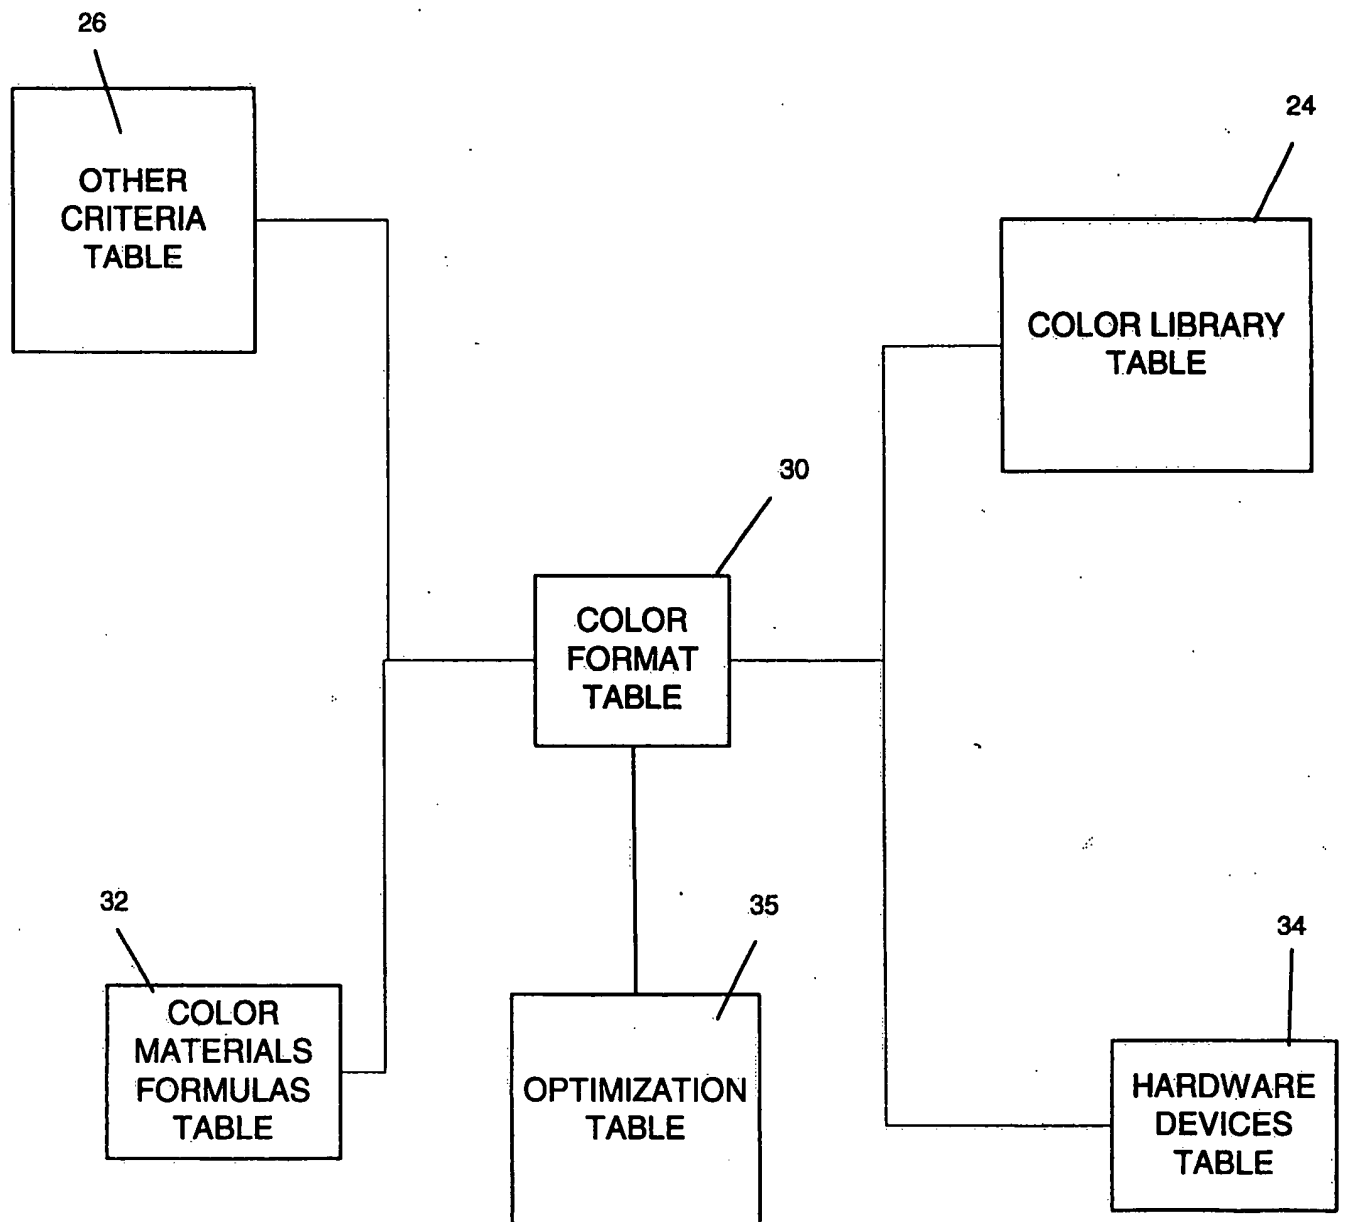 26
OTHER
CRITERIA
TABLE
24
COLOR LIBRARY
TABLE
30
COLOR
FORMAT
TABLE
32
COLOR
MATERIALS
FORMULAS
TABLE
35
OPTIMIZATION
TABLE
34
HARDWARE
DEVICES
TABLE